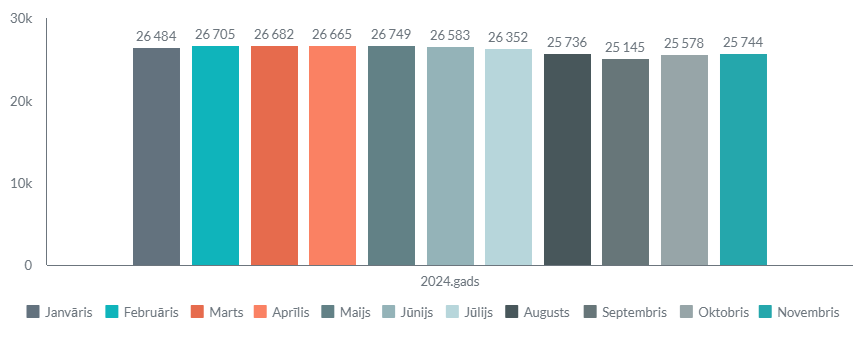 30k
26 484 26 705 26 682 26 665 26 749 26 583 26 352 25 736 25 145 25 578 25 744
20k
10k
0
2024.gads
Janvāris Februāris Marts Aprīlis Maijs Jūnijs Jūlijs Augusts Septembris Oktobris Novembris